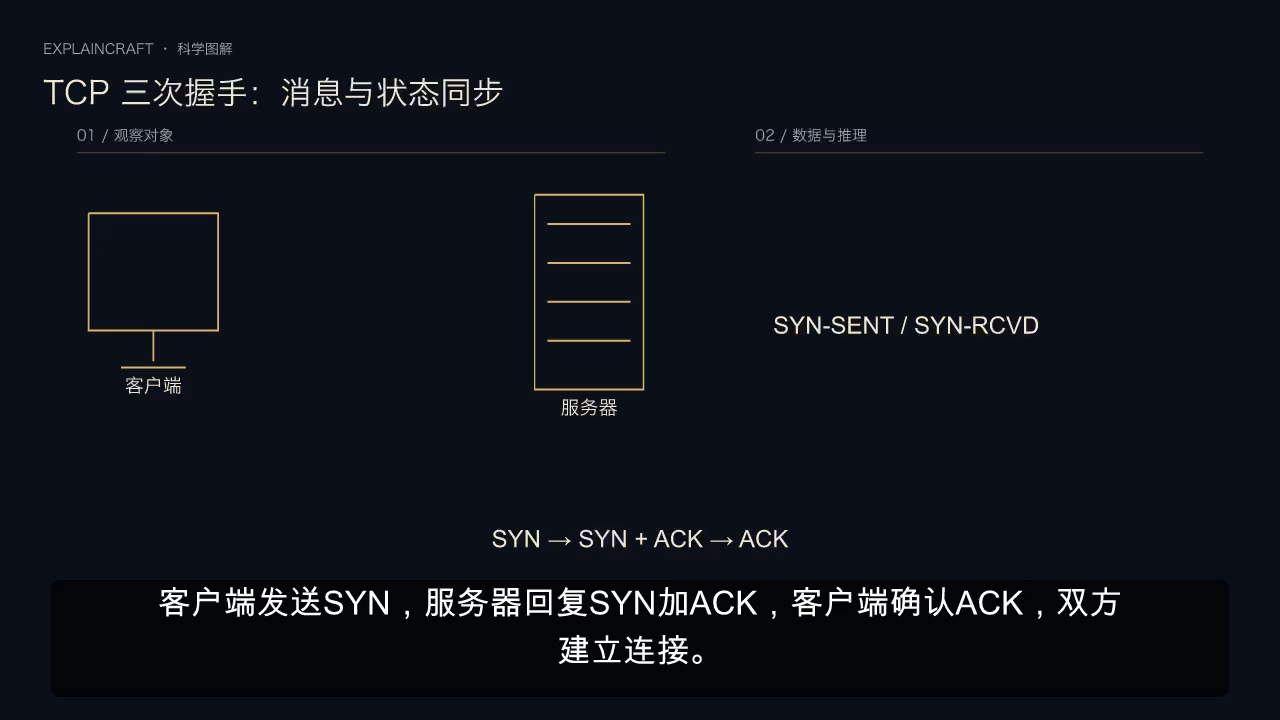 EXPLAINCRAFT · 科学图解
TCP 三次握手：消息与状态同步
01 / 观察对象
02 / 数据与推理
客户端
服务器
SYN-SENT / SYN-RCVD
SYN → SYN + ACK → ACK
客户端发送SYN，服务器回复SYN加ACK，客户端确认ACK，双方
建立连接。